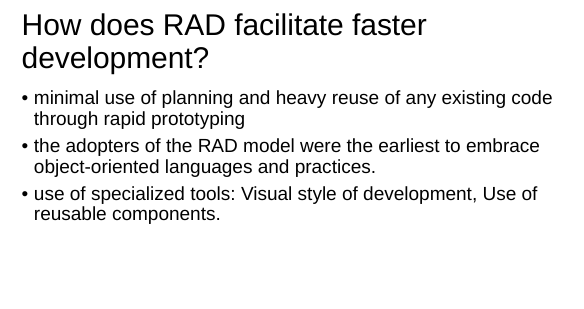 How does RAD facilitate faster
development?
• minimal use of planning and heavy reuse of any existing code
through rapid prototyping
• the adopters of the RAD model were the earliest to embrace
object-oriented languages and practices.
• use of specialized tools: Visual style of development, Use of
reusable components.